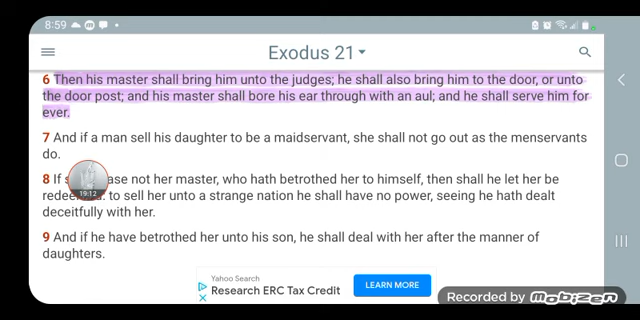 8:59
Exodus 21
6 Then his master shall bring him unto the judges; he shall also bring him to the door, or unto
the door post; and his master shall bore his ear through with an aul; and he shall serve him for
ever.
7 And if a man sell his daughter to be a maidservant, she shall not go out as the menservants
do.
8 If s ase not her master, who hath betrothed her to himself, then shall he let her be
rede to sell her unto a strange nation he shall have no power, seeing he hath dealt
deceitfully with her.
19:12
9 And if he have betrothed her unto his son, he shall deal with her after the manner of
daughters.
Yahoo Search
Research ERC Tax Credit
LEARN MORE
Recorded by Mobizen